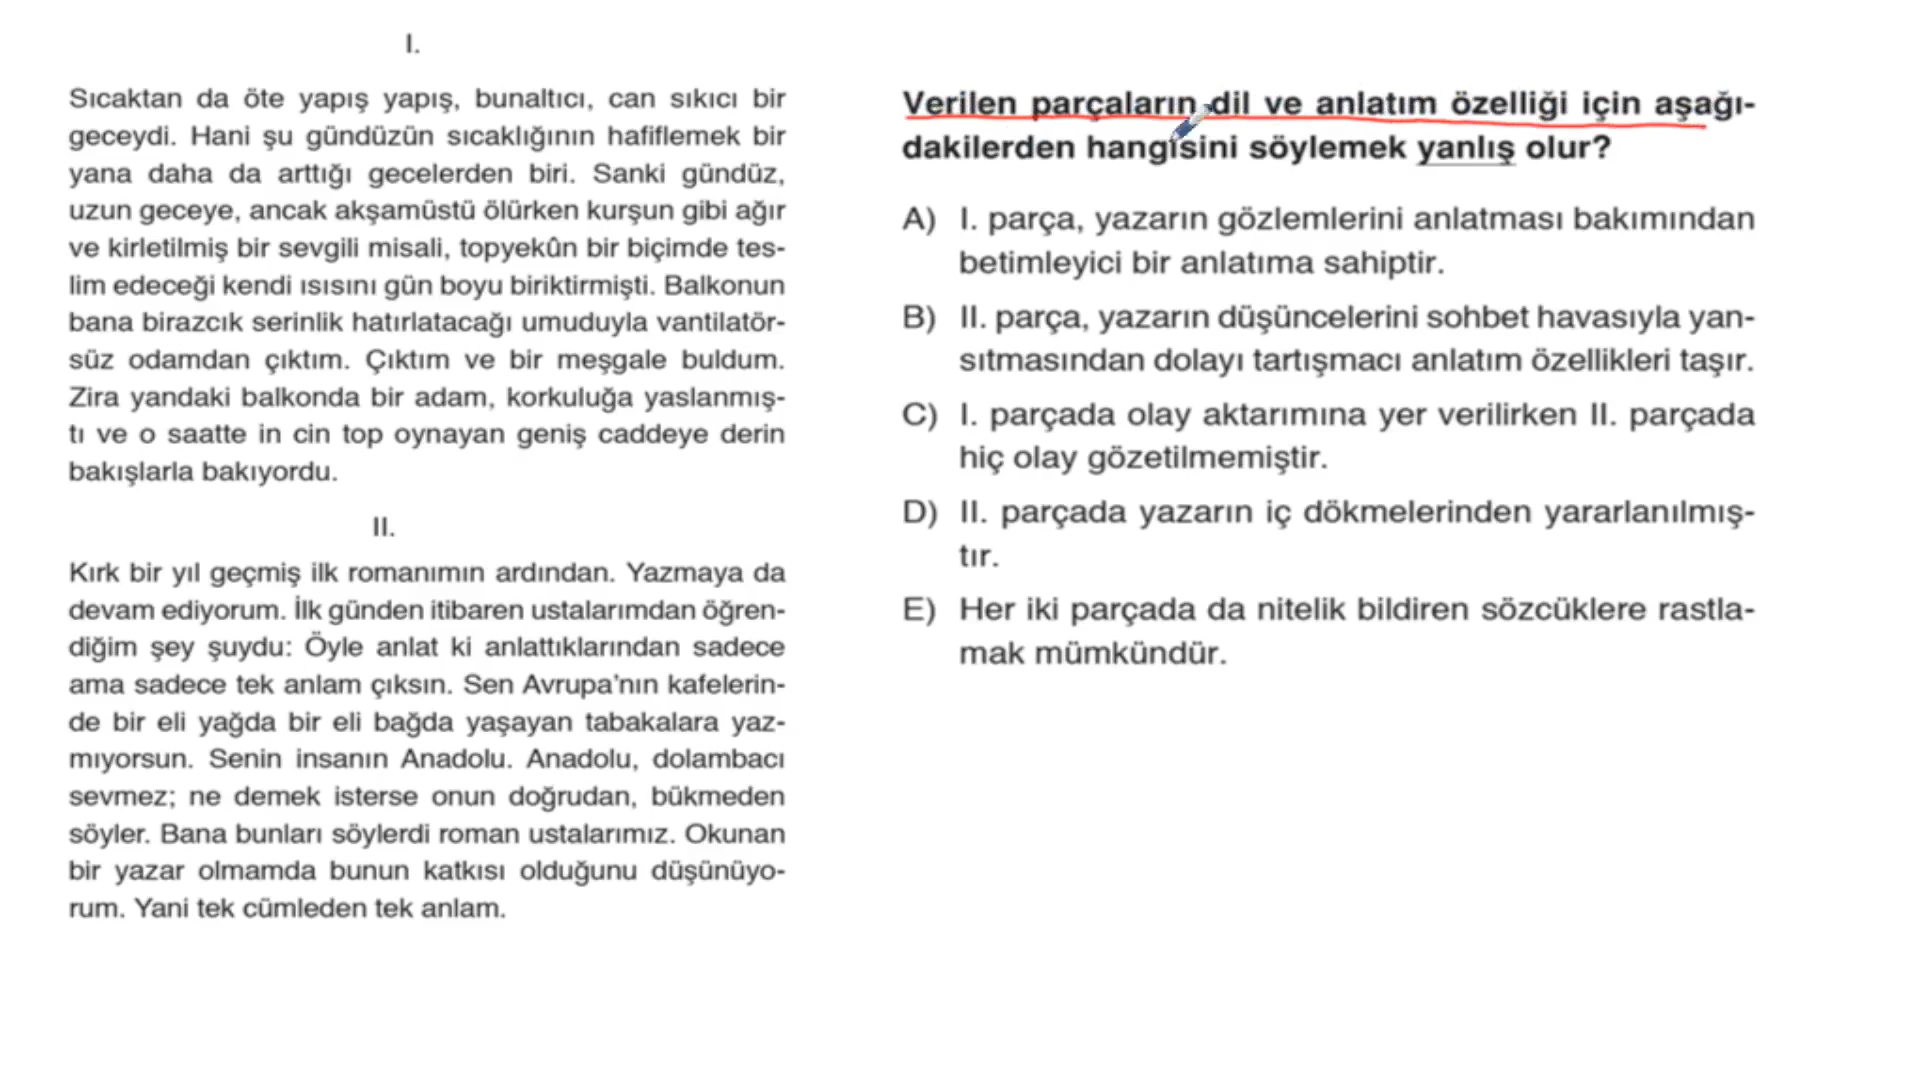 I.
Sıcaktan da öte yapış yapış, bunaltıcı, can sıkıcı bir
geceydi. Hani şu gündüzün sıcaklığının hafiflemek bir
yana daha da arttığı gecelerden biri. Sanki gündüz,
uzun geceye, ancak akşamüstü ölürken kurşun gibi ağır
ve kirletilmiş bir sevgili misali, topyekûn bir biçimde tes-
lim edeceği kendi ısısını gün boyu biriktirmişti. Balkonun
bana birazcık serinlik hatırlatacağı umuduyla vantilatör-
süz odamdan çıktım. Çıktım ve bir meşgale buldum.
Zira yandaki balkonda bir adam, korkuluğa yaslanmış-
tı ve o saatte in cin top oynayan geniş caddeye derin
bakışlarla bakıyordu.
II.
Kırk bir yıl geçmiş ilk romanımın ardından. Yazmaya da
devam ediyorum. İlk günden itibaren ustalarımdan öğren-
diğim şey şuydu: Öyle anlat ki anlattıklarından sadece
ama sadece tek anlam çıksın. Sen Avrupa'nın kafelerin-
de bir eli yağda bir eli bağda yaşayan tabakalara yaz-
mıyorsun. Senin insanın Anadolu. Anadolu, dolambacı
sevmez; ne demek isterse onun doğrudan, bükmeden
söyler. Bana bunları söylerdi roman ustalarımız. Okunan
bir yazar olmamda bunun katkısı olduğunu düşünüyo-
rum. Yani tek cümleden tek anlam.
Verilen parçaların dil ve anlatım özelliği için aşağı-
dakilerden hangisini söylemek yanlış olur?
A) I. parça, yazarın gözlemlerini anlatması bakımından
betimleyici bir anlatıma sahiptir.
B) II. parça, yazarın düşüncelerini sohbet havasıyla yan-
sıtmasından dolayı tartışmacı anlatım özellikleri taşır.
C) I. parçada olay aktarımına yer verilirken II. parçada
hiç olay gözetilmemiştir.
D) II. parçada yazarın iç dökmelerinden yararlanılmış-
tır.
E) Her iki parçada da nitelik bildiren sözcüklere rastla-
mak mümkündür.